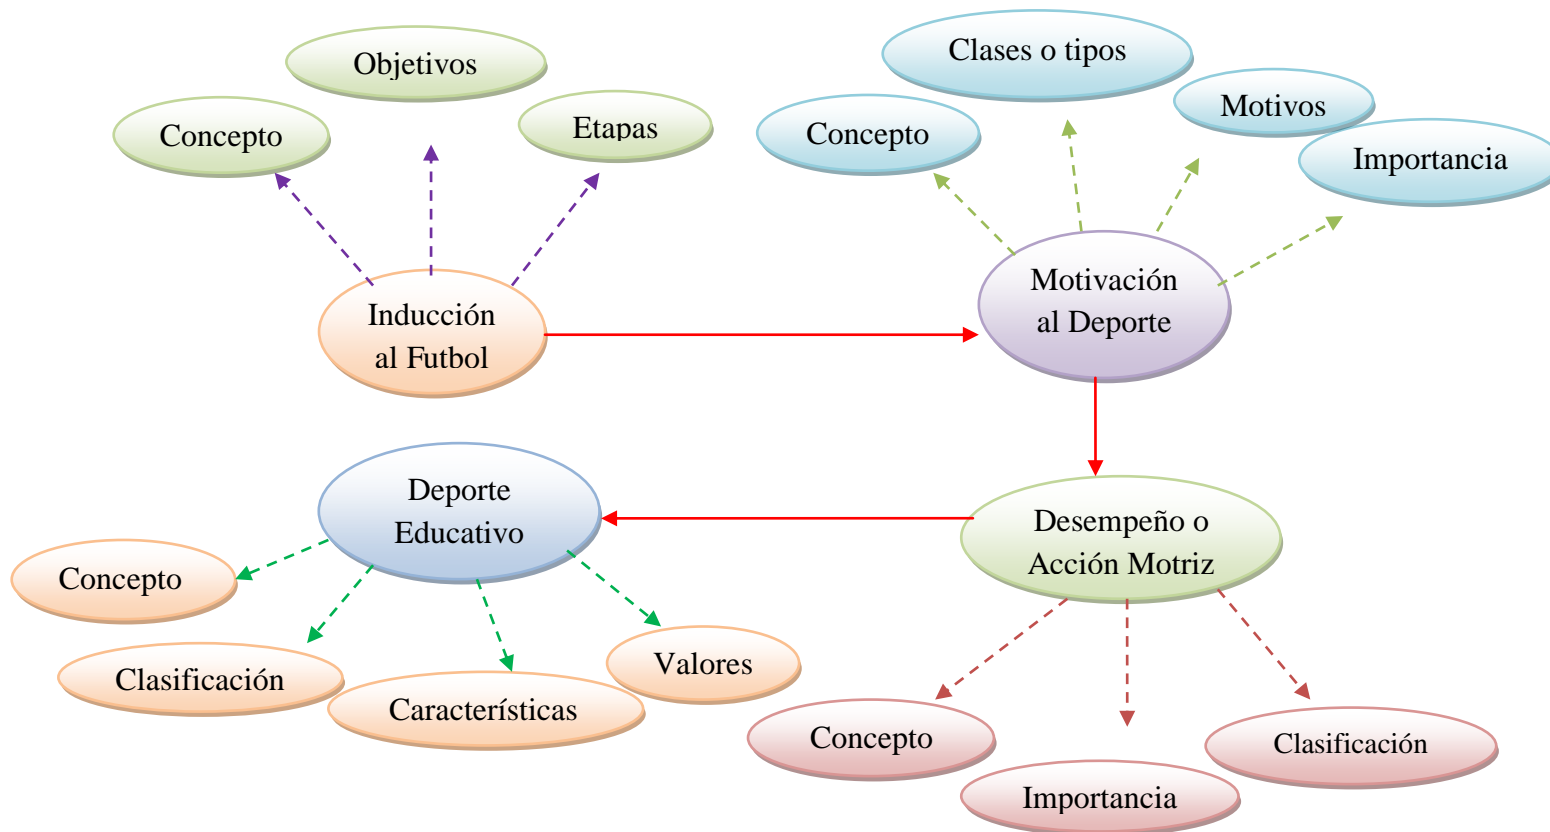 Objetivos
Concepto
Etapas
Inducción
al Futbol
Clases o tipos
Concepto
Motivos
Importancia
Motivación
al Deporte
Deporte
Educativo
Concepto
Clasificación
Características
Valores
Desempeño o
Acción Motriz
Concepto
Importancia
Clasificación